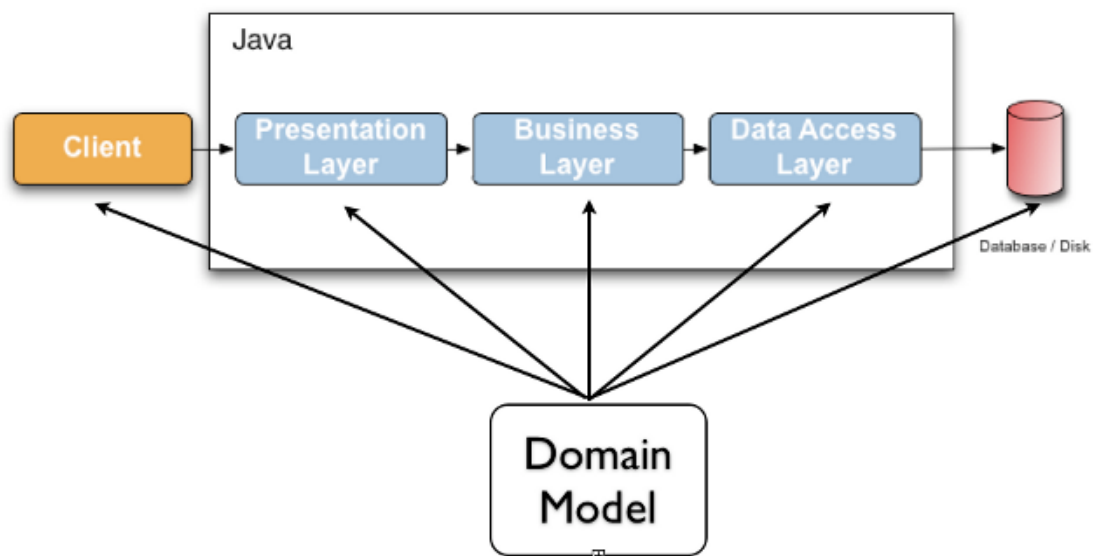 Java
Client
Presentation
Layer
Business
Layer
Data Access
Layer
Database / Disk
Domain
Model